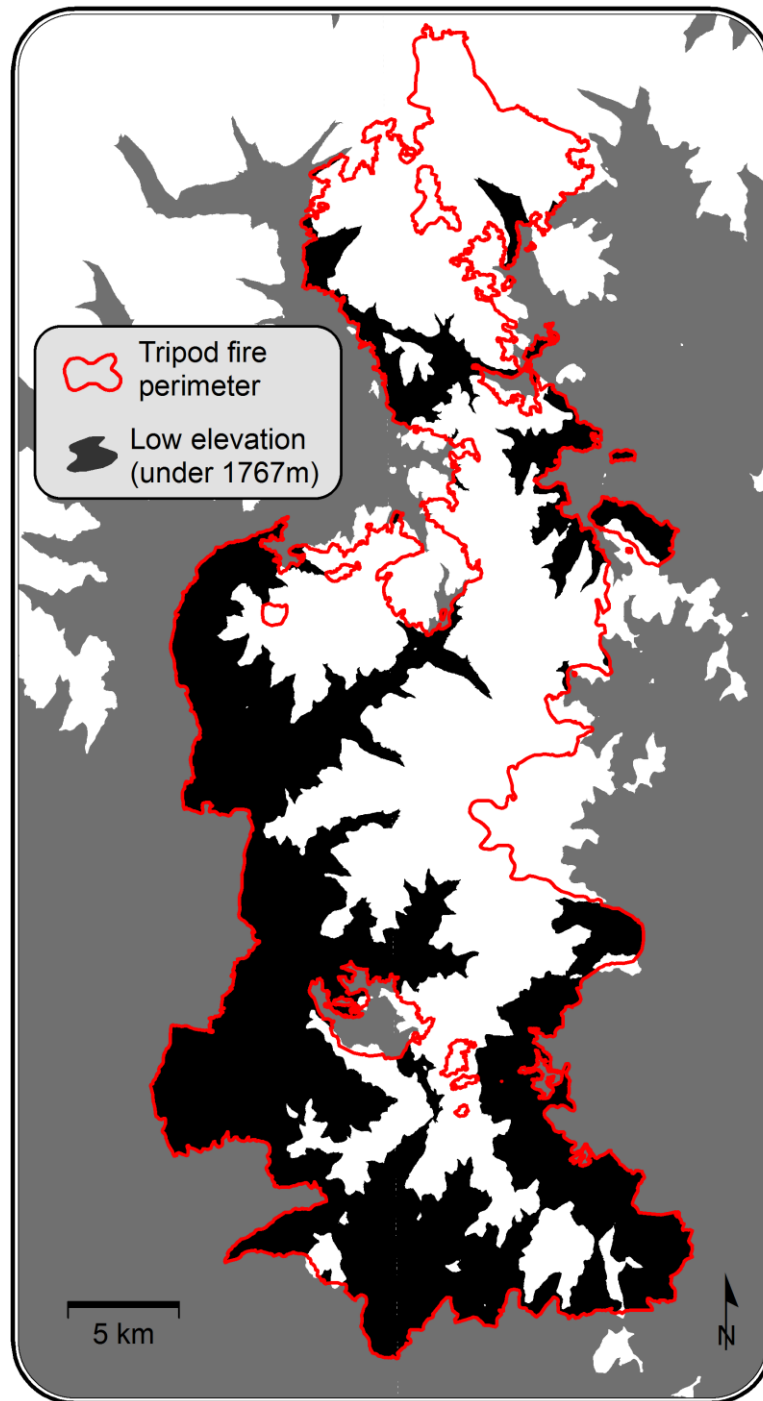 Tripod fire
perimeter
Low elevation
(under 1767m)
5 km
N